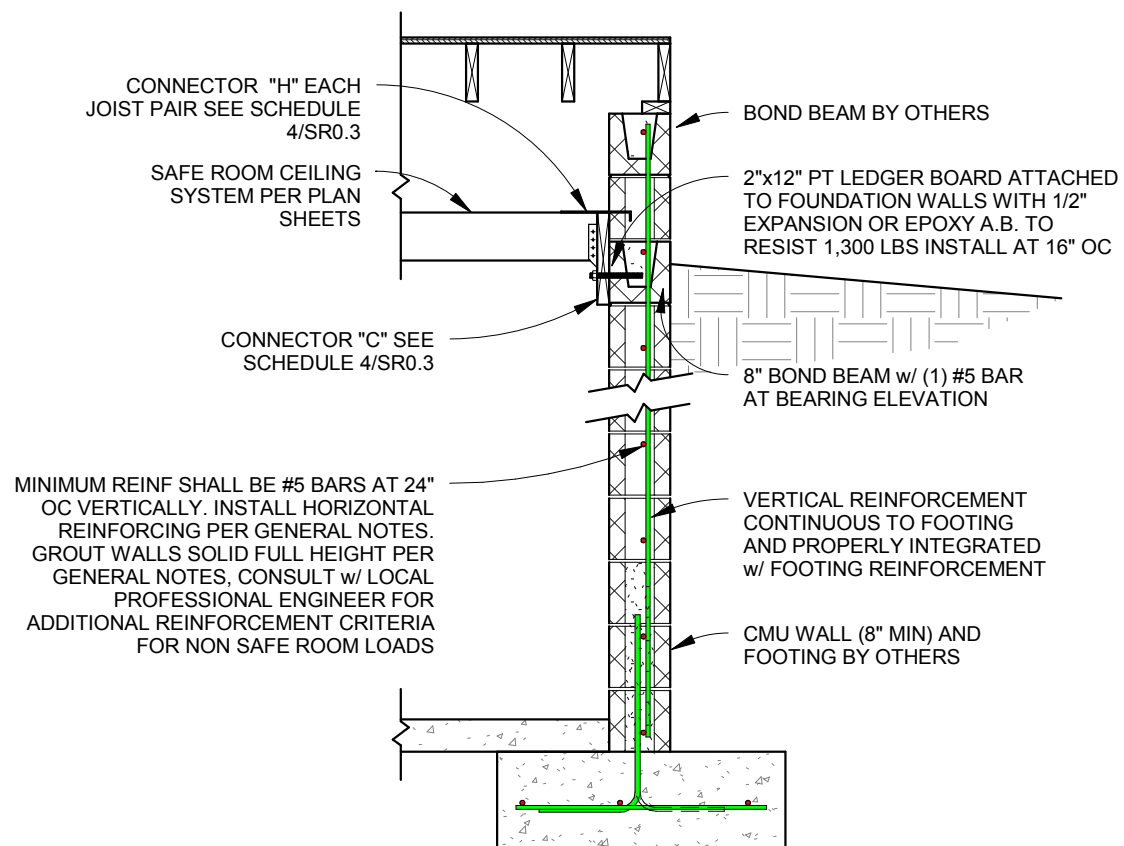 CONNECTOR "H" EACH
JOIST PAIR SEE SCHEDULE
4/SR0.3
SAFE ROOM CEILING
SYSTEM PER PLAN
SHEETS
CONNECTOR "C" SEE
SCHEDULE 4/SR0.3
MINIMUM REINF SHALL BE #5 BARS AT 24"
OC VERTICALLY. INSTALL HORIZONTAL
REINFORCING PER GENERAL NOTES.
GROUT WALLS SOLID FULL HEIGHT PER
GENERAL NOTES, CONSULT w/ LOCAL
PROFESSIONAL ENGINEER FOR
ADDITIONAL REINFORCEMENT CRITERIA
FOR NON SAFE ROOM LOADS
BOND BEAM BY OTHERS
2"x12" PT LEDGER BOARD ATTACHED
TO FOUNDATION WALLS WITH 1/2"
EXPANSION OR EPOXY A.B. TO
RESIST 1,300 LBS INSTALL AT 16" OC
8" BOND BEAM w/ (1) #5 BAR
AT BEARING ELEVATION
VERTICAL REINFORCEMENT
CONTINUOUS TO FOOTING
AND PROPERLY INTEGRATED
w/ FOOTING REINFORCEMENT
CMU WALL (8" MIN) AND
FOOTING BY OTHERS